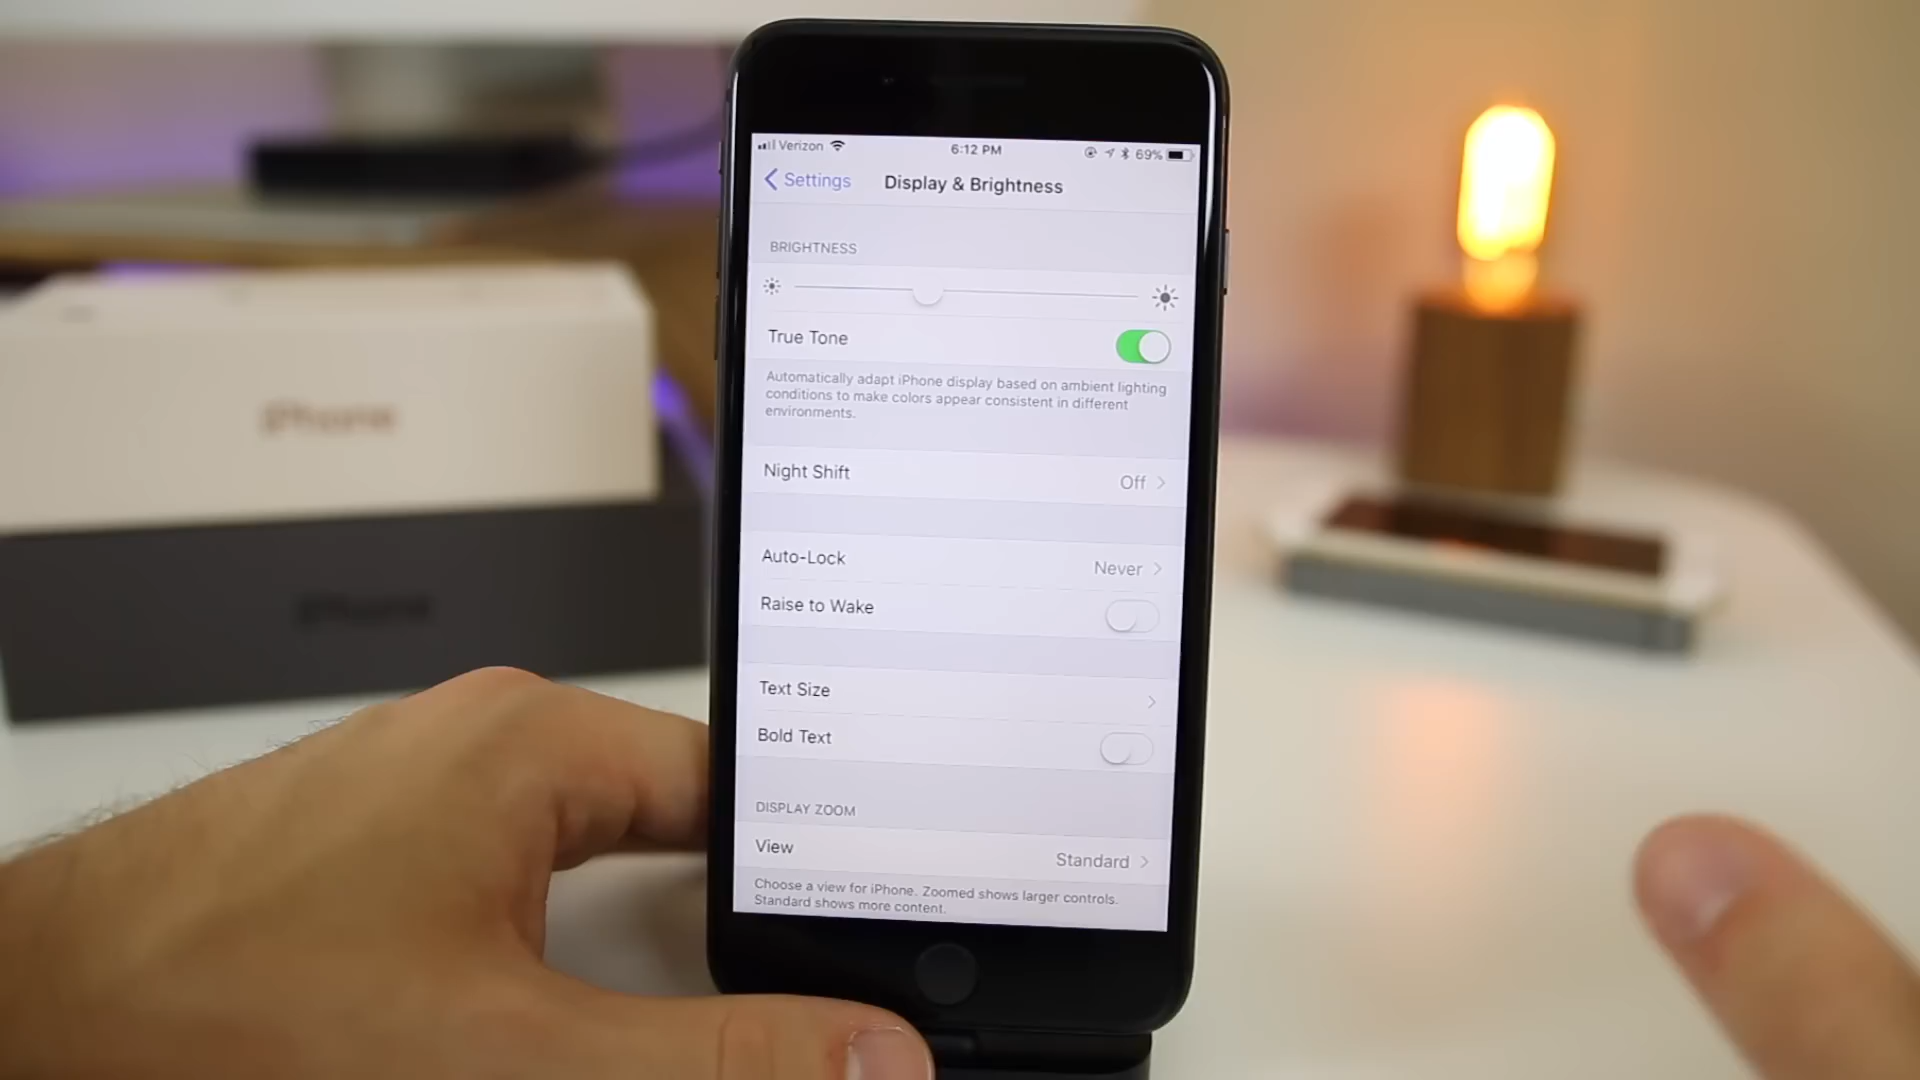 Verizon 6:12 PM 69%
Settings Display & Brightness
BRIGHTNESS
True Tone
Automatically adapt iPhone display based on ambient lighting
conditions to make colors appear consistent in different
environments.
Night Shift Off
Auto-Lock Never
Raise to Wake
Text Size
Bold Text
DISPLAY ZOOM
View Standard
Choose a view for iPhone. Zoomed shows larger controls.
Standard shows more content.
iPhone
iPhone